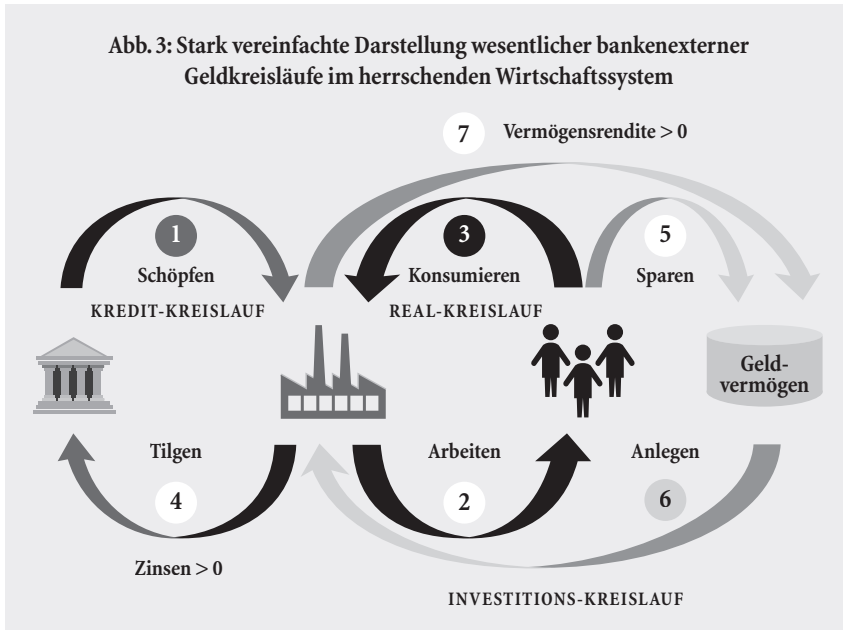 Abb. 3: Stark vereinfachte Darstellung wesentlicher bankenexterner
Geldkreisläufe im herrschenden Wirtschaftssystem
7 Vermögensrendite > 0
1
3
5
Schöpfen
Konsumieren
Sparen
KREDIT-KREISLAUF
REAL-KREISLAUF
Geld-
vermögen
Tilgen
Arbeiten
Anlegen
4
2
6
Zinsen > 0
INVESTITIONS-KREISLAUF